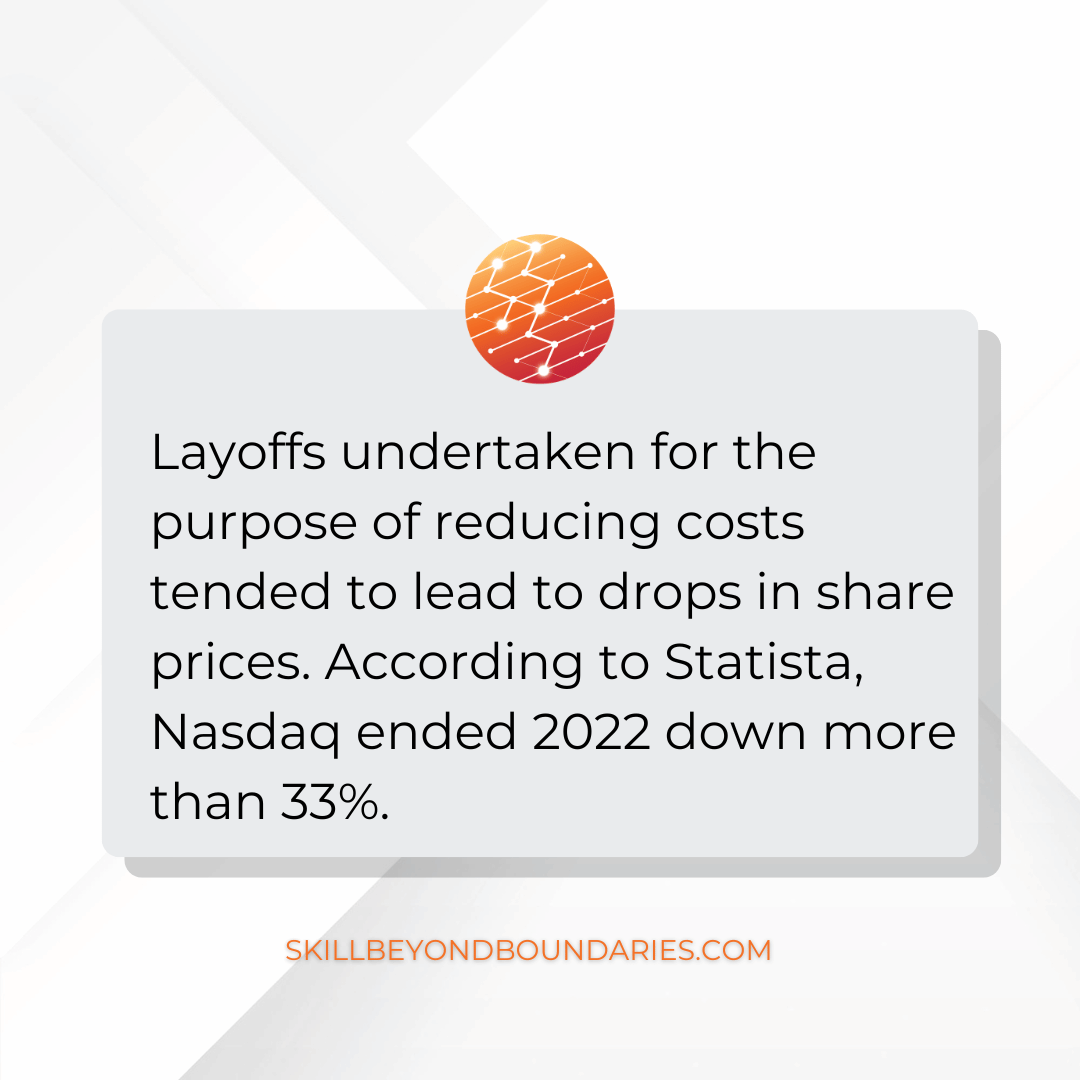 Layoffs undertaken for the
purpose of reducing costs
tended to lead to drops in share
prices. According to Statista,
Nasdaq ended 2022 down more
than 33%.
SKILLBEYONDBOUNDARIES.COM